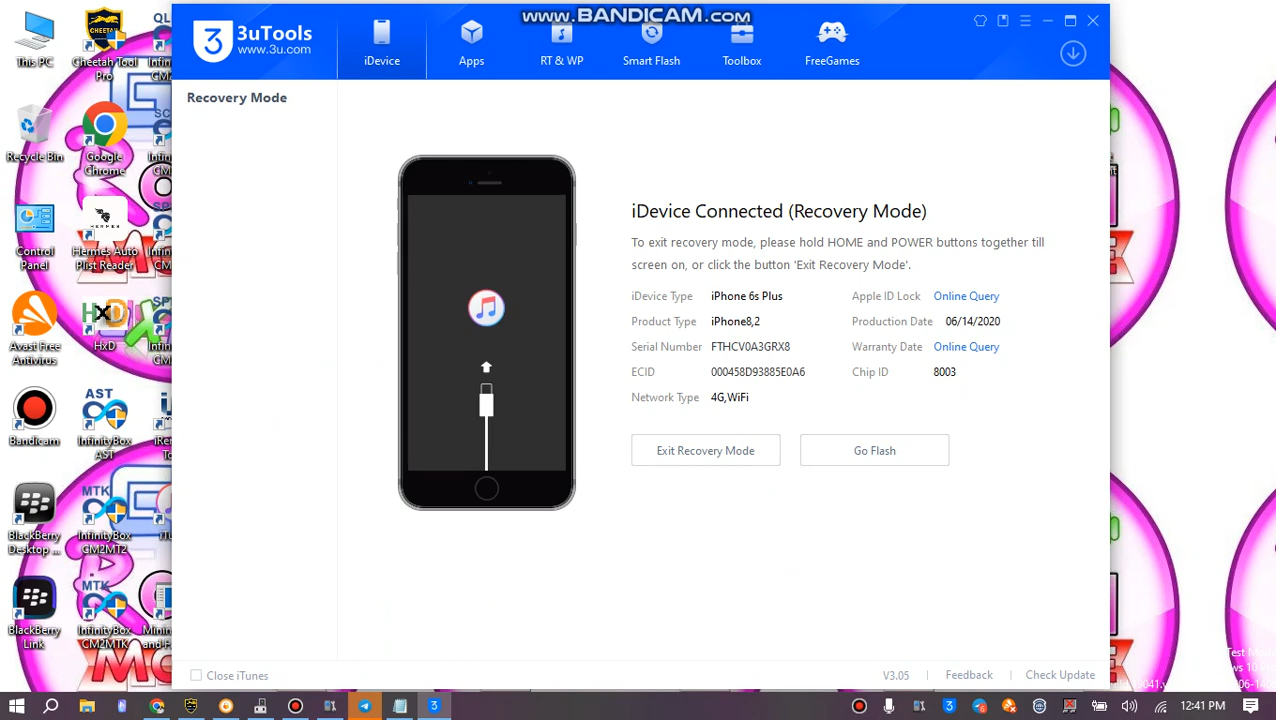 www.BANDICAM.com
3uTools
www.3u.com
iDevice
Apps
RT & WP
Smart Flash
Toolbox
FreeGames
Recovery Mode
iDevice Connected (Recovery Mode)
To exit recovery mode, please hold HOME and POWER buttons together till
screen on, or click the button 'Exit Recovery Mode'.
iDevice Type iPhone 6s Plus Apple ID Lock Online Query
Product Type iPhone8,2 Production Date 06/14/2020
Serial Number FTHCV0A3GRX8 Warranty Date Online Query
ECID 000458D93885E0A6 Chip ID 8003
Network Type 4G,WiFi
Exit Recovery Mode Go Flash
Close iTunes V3.05 Feedback Check Update
This PC
Cheetah Tool
Pro
Recycle Bin
Google
Chrome
Control
Panel
Hermes Auto
Plist Reader
Avast Free
Antivirus
HxD
Bandicam
InfinityBox
AST
BlackBerry
Desktop ...
InfinityBox
CM2MT2
BlackBerry
Link
InfinityBox
CM2MTK
12:41 PM